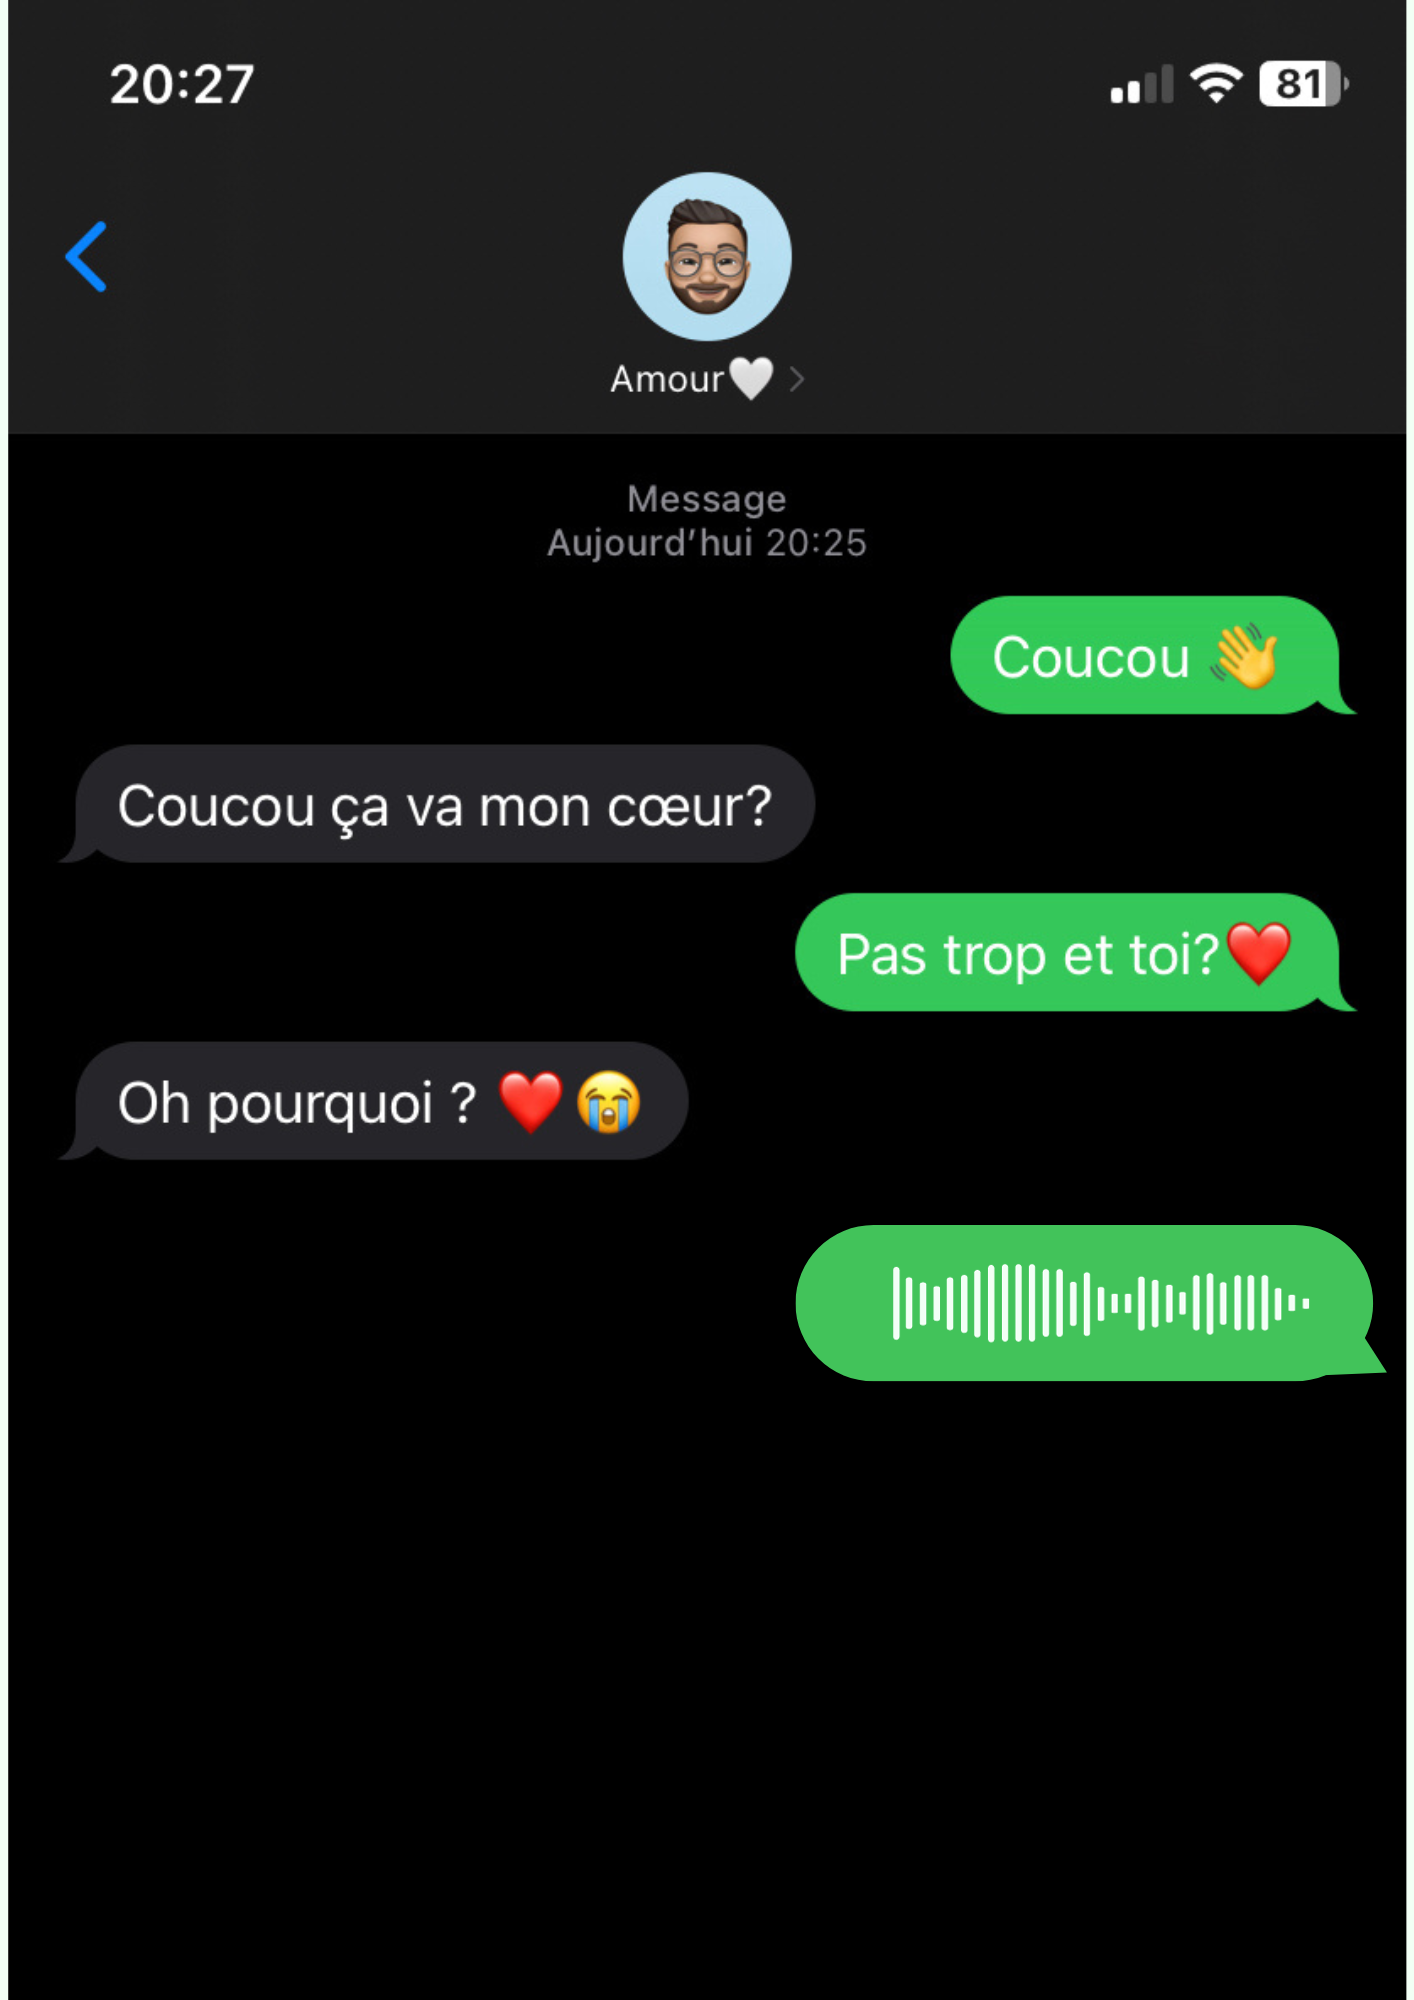 20:27
81
Amour🤍
Message
Aujourd’hui 20:25
Coucou 👋
Coucou ça va mon cœur?
Pas trop et toi?❤️
Oh pourquoi ? ❤️😭